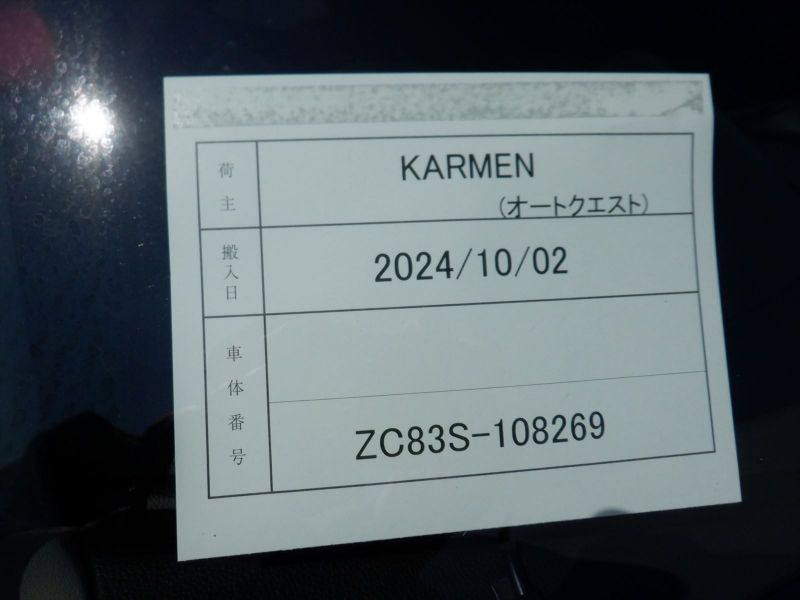 荷主
KARMEN
(オートクエスト)
搬入日
2024/10/02
車体番号
ZC83S-108269